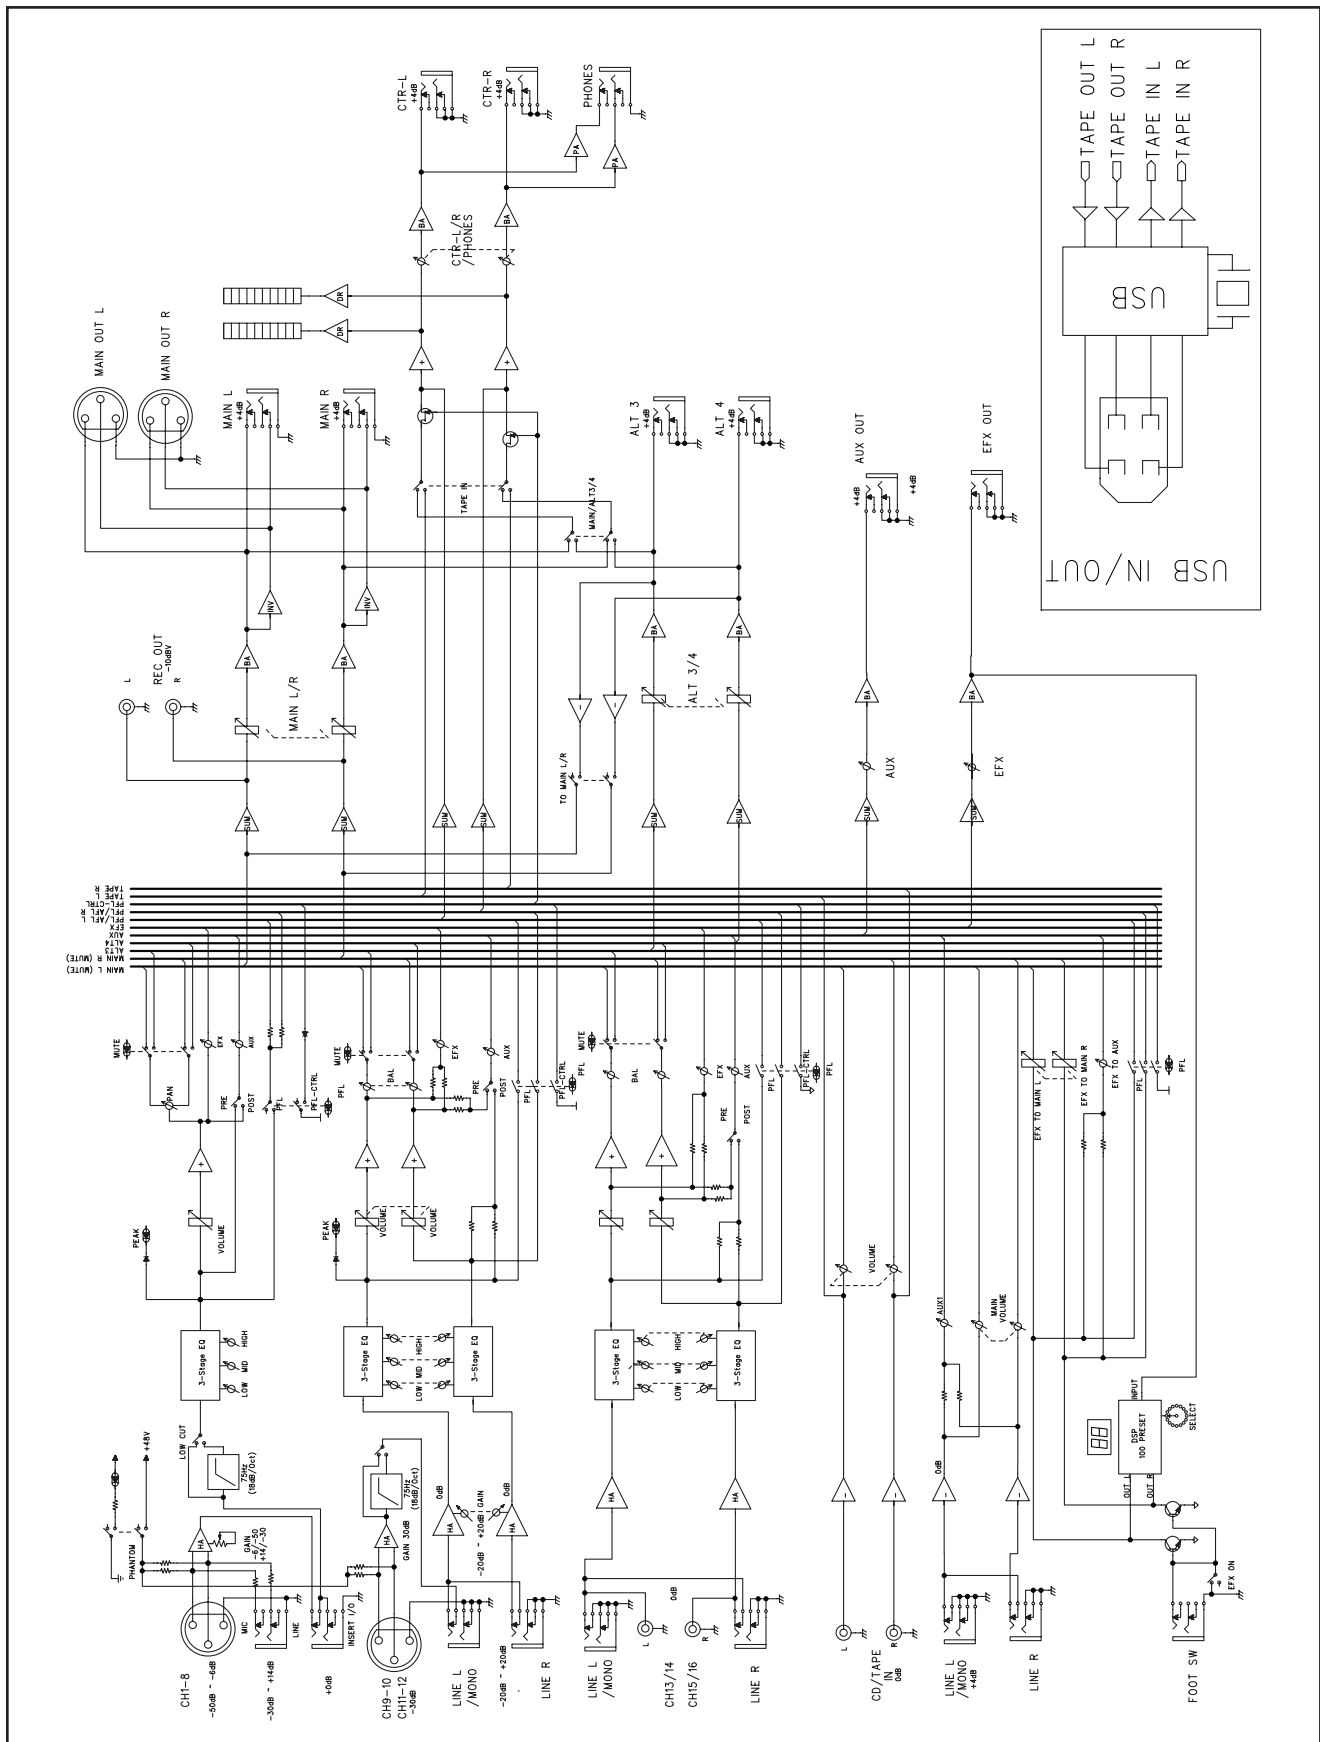 CTR-L
+4dB
CTR-R
+4dB
PHONES
PA
PA
BA
BA
CTR-L/R
/PHONES
DR
DR
+
+
MAIN OUT L
MAIN OUT R
MAIN L
+4dB
MAIN R
+4dB
TAPE IN
MAIN/ALT3/4
ALT 3
+4dB
ALT 4
+4dB
AUX OUT
+4dB
+4dB
EFX OUT
TAPE OUT L
TAPE OUT R
TAPE IN L
TAPE IN R
USB
USB IN/OUT
INV
INV
REC OUT
-10dBV
L
R
BA
BA
MAIN L/R
BA
BA
ALT 3/4
-
-
TO MAIN L/R
BA
BA
AUX
EFX
SUM
SUM
SUM
SUM
SUM
SUM
SUM
SUM
TAPE R
TAPE L
PFL-CTRL
PFL/AFL R
PFL/AFL L
EFX
AUX
ALT4
ALT3
MAIN R (MUTE)
MAIN L (MUTE)
MUTE
PAN
EFX
AUX
PRE
POST
PFL
PFL-CTRL
+
PEAK
VOLUME
3-Stage EQ
LOW
MID
HIGH
LOW CUT
75Hz
(18dB/Oct)
+48V
PHANTOM
HA
GAIN
-6/-50
+14/-30
MIC
LINE
INSERT I/O
CH1-8
-50dB ~ -6dB
-30dB ~ +14dB
+0dB
MUTE
BAL
EFX
AUX
PRE
POST
PFL
PFL-CTRL
PFL
+
+
PEAK
VOLUME
VOLUME
3-Stage EQ
3-Stage EQ
LOW
MID
HIGH
75Hz
(18dB/Oct)
HA
GAIN 30dB
HA
0dB
HA
0dB
GAIN
-20dB ~ +20dB
CH9-10
CH11-12
-30dB
LINE L
/MONO
-20dB ~ +20dB
LINE R
MUTE
BAL
EFX
AUX
PRE
POST
PFL
PFL-CTRL
PFL
+
+
3-Stage EQ
3-Stage EQ
LOW
MID
HIGH
HA
HA
0dB
LINE L
/MONO
L
R
CH13/14
CH15/16
LINE R
VOLUME
-
-
L
R
CD/TAPE
IN
0dB
AUX1
MAIN
VOLUME
0dB
-
-
LINE L
/MONO
+4dB
LINE R
EFX TO MAIN L
EFX TO MAIN R
EFX TO AUX
PFL
PFL
INPUT
DSP
100 PRESET
SELECT
88
OUT L
OUT R
EFX ON
FOOT SW